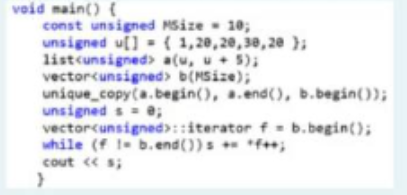 void main() {
const unsigned MSize = 10;
unsigned u[] = { 1,20,20,30,20 };
list<unsigned> a(u, u + 5);
vector<unsigned> b(MSize);
unique_copy(a.begin(), a.end(), b.begin());
unsigned s = 0;
vector<unsigned>::iterator f = b.begin();
while (f != b.end()) s += *f++;
cout << s;
}